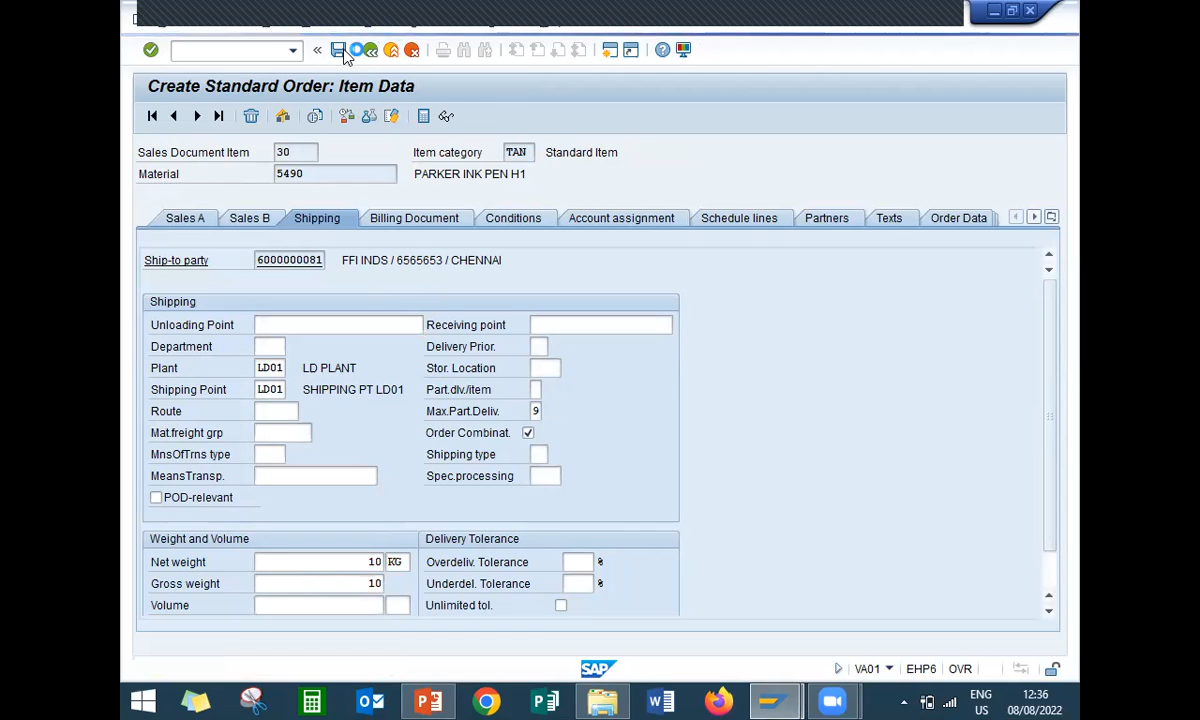 Create Standard Order: Item Data
Sales Document Item 30 Item category TAN Standard Item
Material 5490 PARKER INK PEN H1
Sales A Sales B Shipping Billing Document Conditions Account assignment Schedule lines Partners Texts Order Data
Ship-to party 6000000081 FFI INDS / 6565653 / CHENNAI
Shipping
Unloading Point Receiving point
Department Delivery Prior.
Plant LD01 LD PLANT Stor. Location
Shipping Point LD01 SHIPPING PT LD01 Part.dlv./item
Route Max.Part.Deliv. 9
Mat.freight grp Order Combinat.
MnsOfTrns type Shipping type
MeansTransp. Spec.processing
POD-relevant
Weight and Volume Delivery Tolerance
Net weight 10 KG Overdeliv. Tolerance %
Gross weight 10 Underdel. Tolerance %
Volume Unlimited tol.
SAP VA01 EHP6 OVR
ENG 12:36
US 08/08/2022